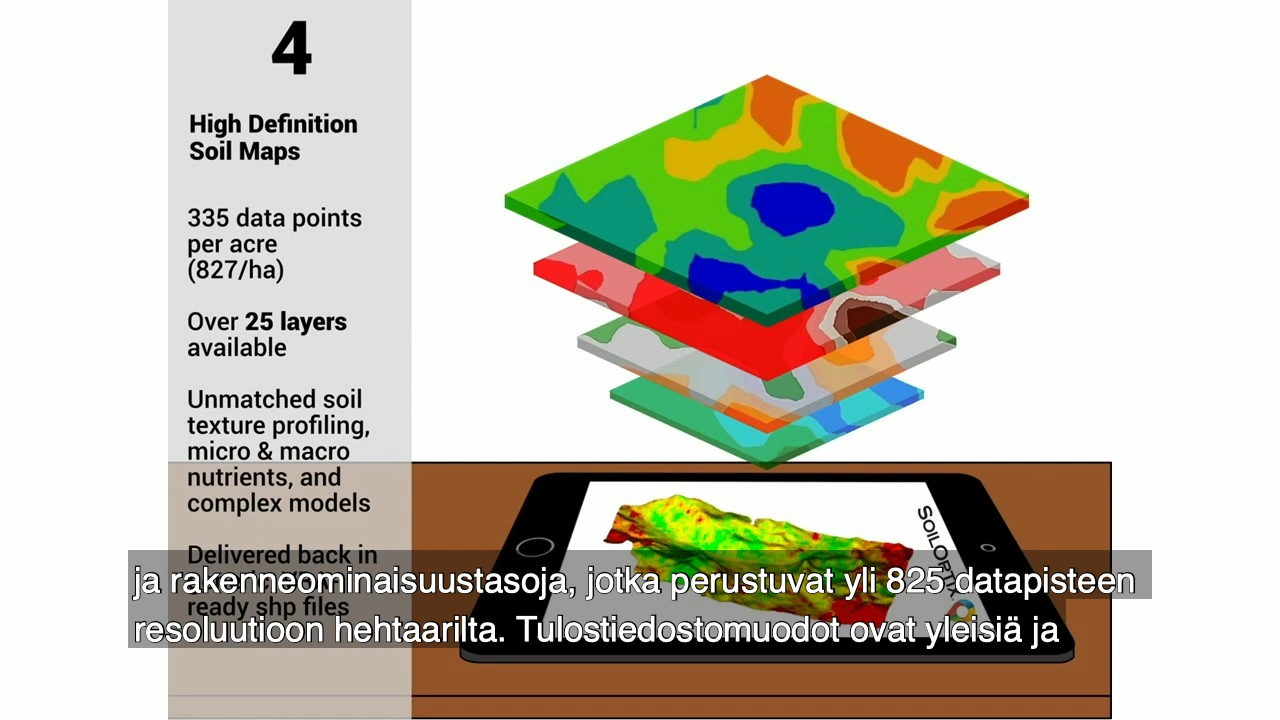 4
High Definition
Soil Maps
335 data points
per acre
(827/ha)
Over 25 layers
available
Unmatched soil
texture profiling,
micro & macro
nutrients, and
complex models
Delivered back in
ready shp files
ja rakenneominaisuustasoja, jotka perustuvat yli 825 datapisteen
resoluutioon hehtaarilta. Tulostiedostomuodot ovat yleisiä ja